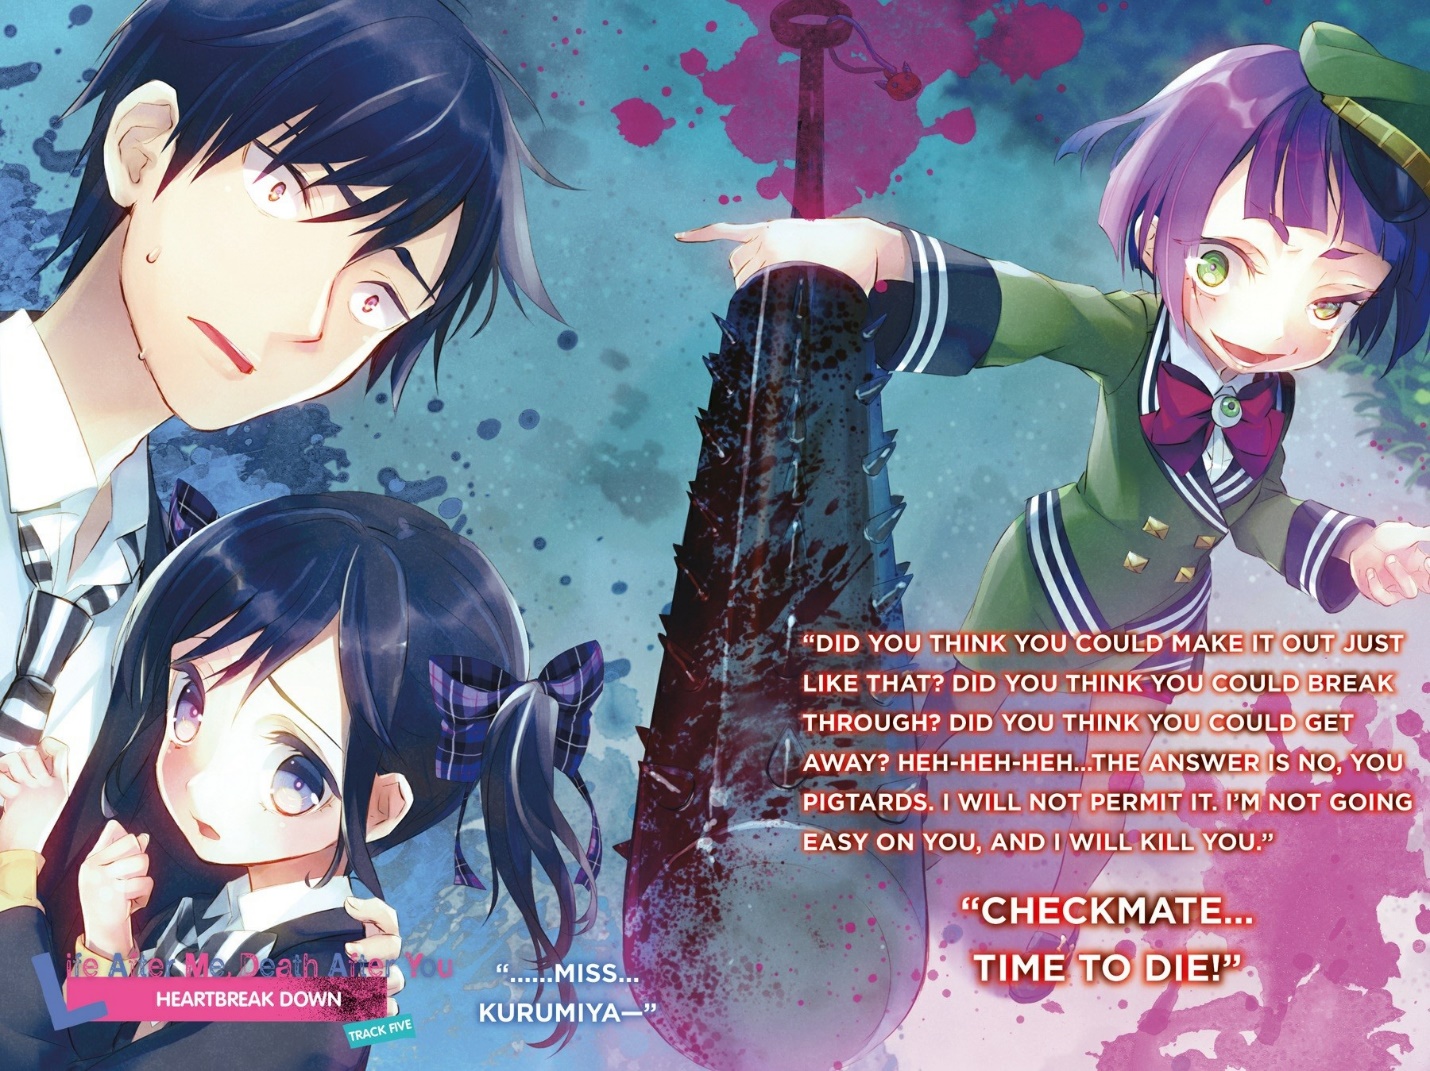 “DID YOU THINK YOU COULD MAKE IT OUT JUST
LIKE THAT? DID YOU THINK YOU COULD BREAK
THROUGH? DID YOU THINK YOU COULD GET
AWAY? HEH-HEH-HEH...THE ANSWER IS NO, YOU
PIGTARDS. I WILL NOT PERMIT IT. I’M NOT GOING
EASY ON YOU, AND I WILL KILL YOU.”
“CHECKMATE...
TIME TO DIE!”
“......MISS...
KURUMIYA—”
Life After Me, Death After You
HEARTBREAK DOWN
TRACK FIVE